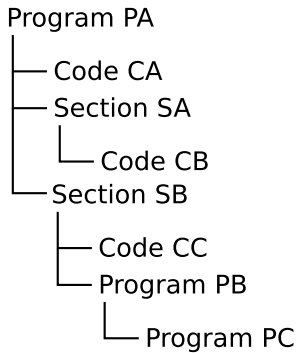 Program PA
Code CA
Section SA
Code CB
Section SB
Code CC
Program PB
Program PC